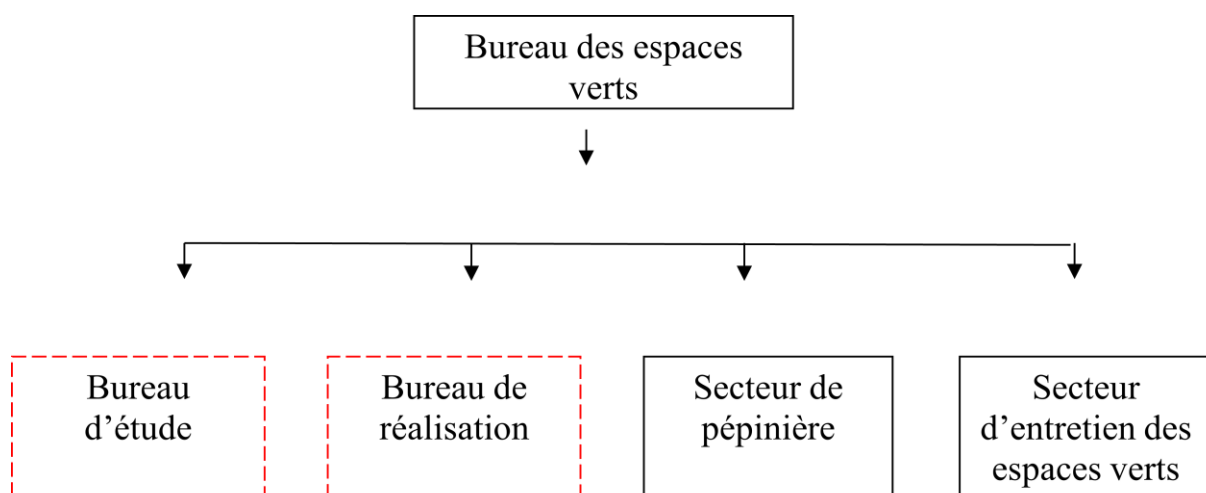 Bureau des espaces
verts
Bureau
d’étude
Bureau de
réalisation
Secteur de
pépinière
Secteur
d’entretien des
espaces verts